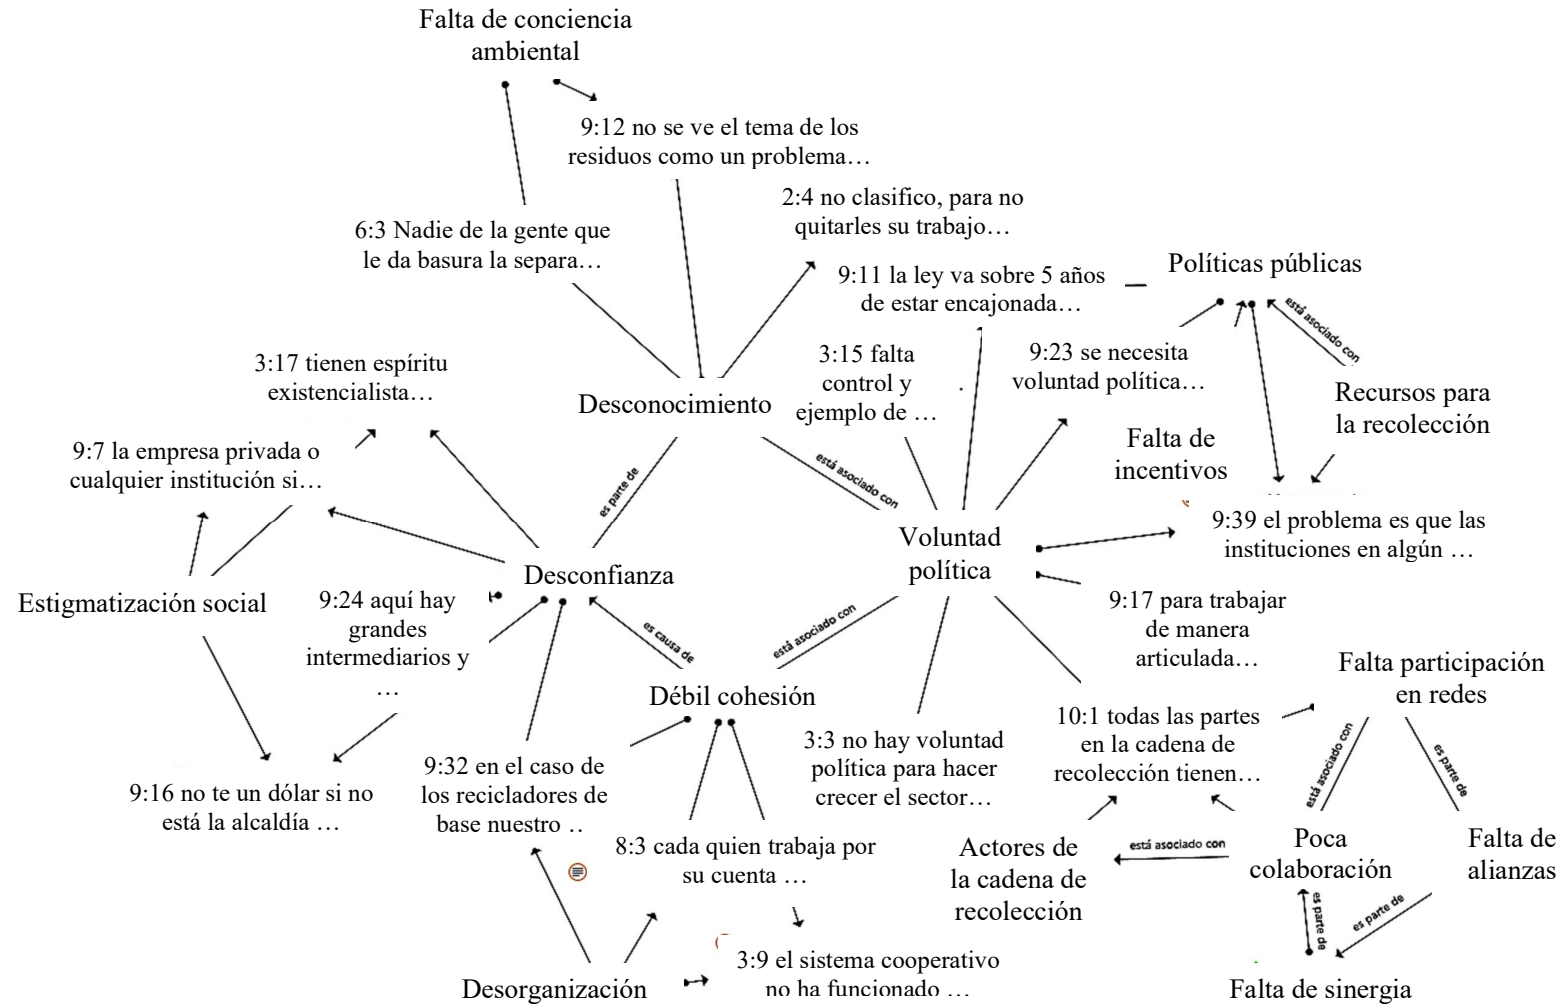 Falta de conciencia
ambiental
9:12 no se ve el tema de los
residuos como un problema…
2:4 no clasifico, para no
quitarles su trabajo…
6:3 Nadie de la gente que
le da basura la separa…
9:11 la ley va sobre 5 años
de estar encajonada…
Políticas públicas
está asociado con
3:17 tienen espíritu
existencialista…
3:15 falta
control y
ejemplo de …
9:23 se necesita
voluntad política…
Desconocimiento
Recursos para
la recolección
9:7 la empresa privada o
cualquier institución si…
Falta de
incentivos
es parte de
está asociado con
9:39 el problema es que las
instituciones en algún …
Voluntad
política
Desconfianza
Estigmatización social
9:24 aquí hay
grandes
intermediarios y
…
9:17 para trabajar
de manera
articulada…
es causa de
está asociado con
Débil cohesión
Falta participación
en redes
10:1 todas las partes
en la cadena de
recolección tienen…
3:3 no hay voluntad
política para hacer
crecer el sector…
9:32 en el caso de
los recicladores de
base nuestro ..
9:16 no te un dólar si no
está la alcaldía …
está asociado con
es parte de
8:3 cada quien trabaja por
su cuenta …
Actores de
la cadena de
recolección
está asociado con
Poca
colaboración
Falta de
alianzas
es parte de
es parte de
3:9 el sistema cooperativo
no ha funcionado …
Desorganización
Falta de sinergia